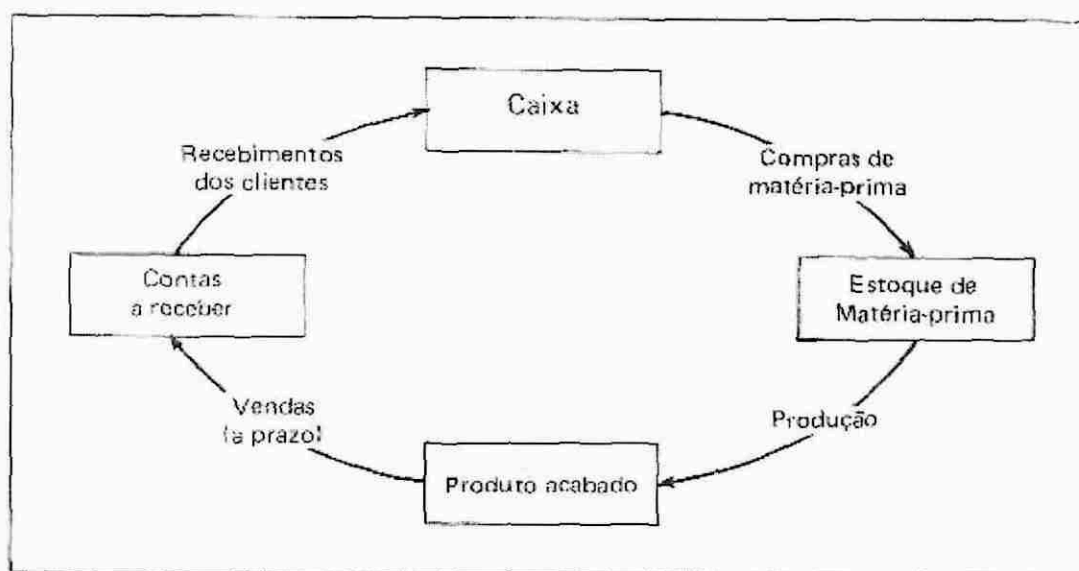 Caixa
Compras de
matéria-prima
Estoque de
Matéria-prima
Produção
Produto acabado
Vendas
(a prazo)
Contas
a receber
Recebimentos
dos clientes